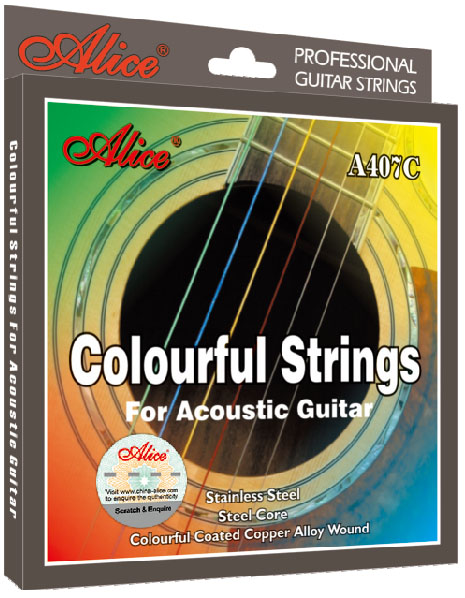 Alice®
PROFESSIONAL
GUITAR STRINGS
Alice®
A407C
Colourful Strings For Acoustic Guitar
Colourful Strings
For Acoustic Guitar
Alice®
Visit www.china-alice.com
to enquire the quthenticity
Scratch & Enquire
Stainless Steel
Steel Core
Colourful Coated Copper Alloy Wound